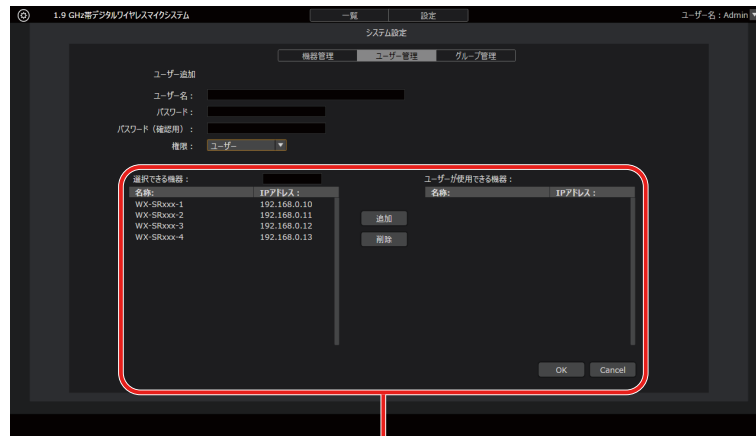 1.9 GHz帯デジタルワイヤレスマイクシステム 一覧 設定 ユーザー名：Admin
システム設定
機器管理 ユーザー管理 グループ管理
ユーザー追加
ユーザー名：
パスワード：
パスワード（確認用）：
権限： ユーザー
選択できる機器： ユーザーが使用できる機器：
名称: IPアドレス： 名称: IPアドレス：
WX-SRxxx-1 192.168.0.10
WX-SRxxx-2 192.168.0.11
追加
WX-SRxxx-3 192.168.0.12
WX-SRxxx-4 192.168.0.13
削除
OK Cancel